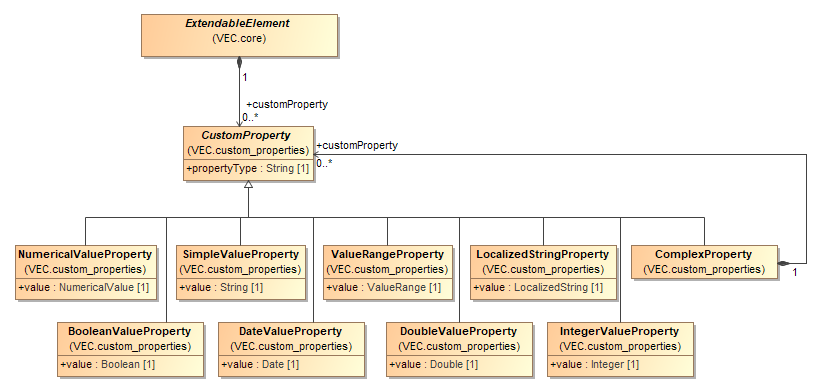 ExtendableElement
(VEC.core)
1
+customProperty
0..*
CustomProperty
(VEC.custom_properties)
+propertyType : String [1]
+customProperty
0..*
NumericalValueProperty
(VEC.custom_properties)
+value : NumericalValue [1]
SimpleValueProperty
(VEC.custom_properties)
+value : String [1]
ValueRangeProperty
(VEC.custom_properties)
+value : ValueRange [1]
LocalizedStringProperty
(VEC.custom_properties)
+value : LocalizedString [1]
ComplexProperty
(VEC.custom_properties)
1
BooleanValueProperty
(VEC.custom_properties)
+value : Boolean [1]
DateValueProperty
(VEC.custom_properties)
+value : Date [1]
DoubleValueProperty
(VEC.custom_properties)
+value : Double [1]
IntegerValueProperty
(VEC.custom_properties)
+value : Integer [1]